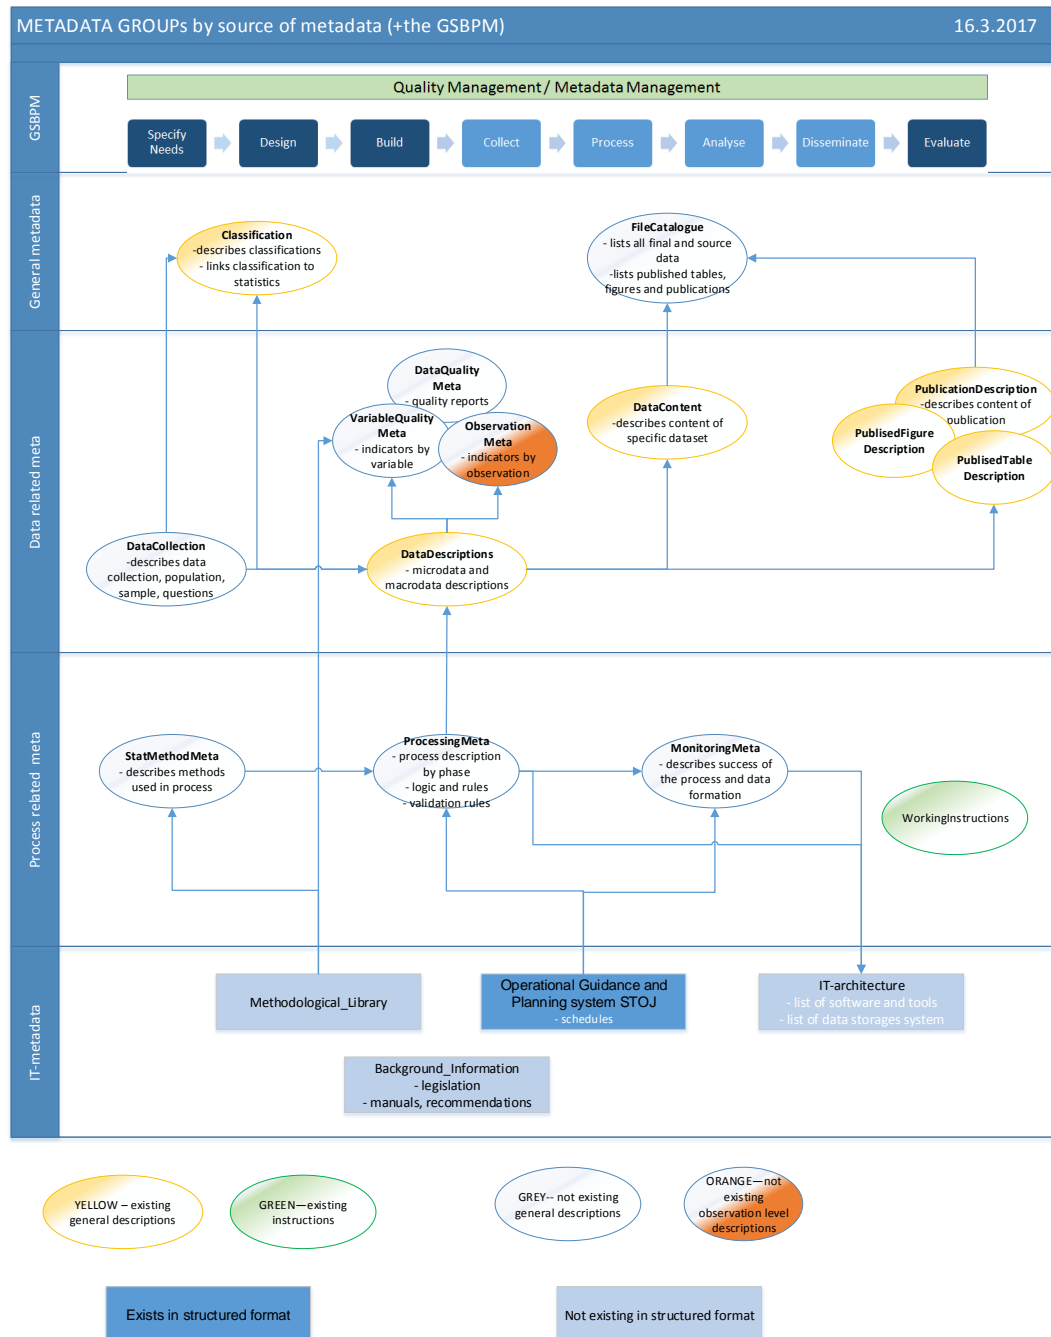 METADATA GROUPs by source of metadata (+the GSBPM)
16.3.2017
GSBPM
Quality Management / Metadata Management
Specify
Needs
Design
Build
Collect
Process
Analyse
Disseminate
Evaluate
General metadata
Classification
-describes classifications
- links classification to
statistics
FileCatalogue
- lists all final and source
data
-lists published tables,
figures and publications
Data related meta
DataQuality
Meta
- quality reports
VariableQuality
Meta
- indicators by
variable
Observation
Meta
- indicators by
observation
DataContent
-describes content of
specific dataset
PublicationDescription
-describes content of
publication
PublisedFigure
Description
PublisedTable
Description
DataCollection
-describes data
collection, population,
sample, questions
DataDescriptions
- microdata and
macrodata descriptions
Process related meta
StatMethodMeta
- describes methods
used in process
ProcessingMeta
- process description
by phase
- logic and rules
- validation rules
MonitoringMeta
- describes success of
the process and data
formation
WorkingInstructions
IT-metadata
Methodological_Library
Operational Guidance and
Planning system STOJ
- schedules
IT-architecture
- list of software and tools
- list of data storages system
Background_Information
- legislation
- manuals, recommendations
YELLOW – existing
general descriptions
GREEN—existing
instructions
GREY-- not existing
general descriptions
ORANGE—not
existing
observation level
descriptions
Exists in structured format
Not existing in structured format